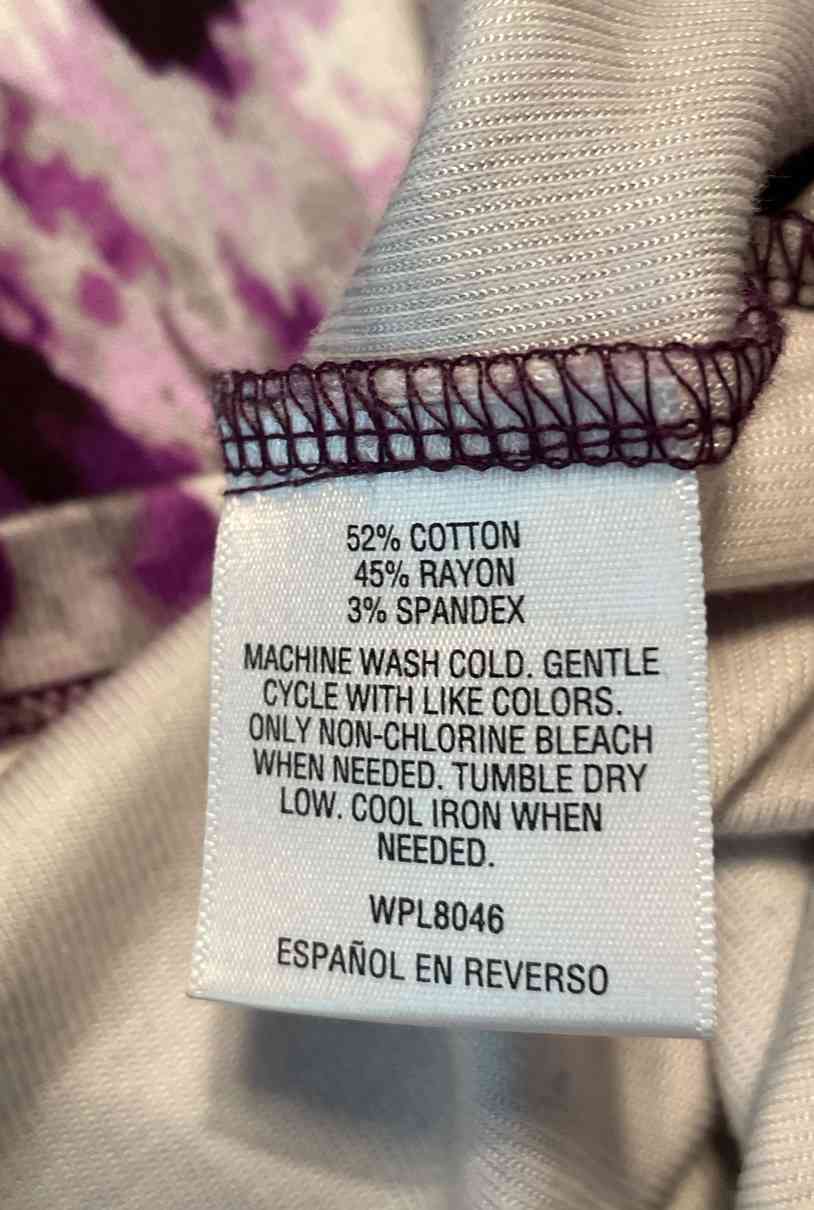 52% COTTON
45% RAYON
3% SPANDEX
MACHINE WASH COLD. GENTLE
CYCLE WITH LIKE COLORS.
ONLY NON-CHLORINE BLEACH
WHEN NEEDED. TUMBLE DRY
LOW. COOL IRON WHEN
NEEDED.
WPL8046
ESPAÑOL EN REVERSO